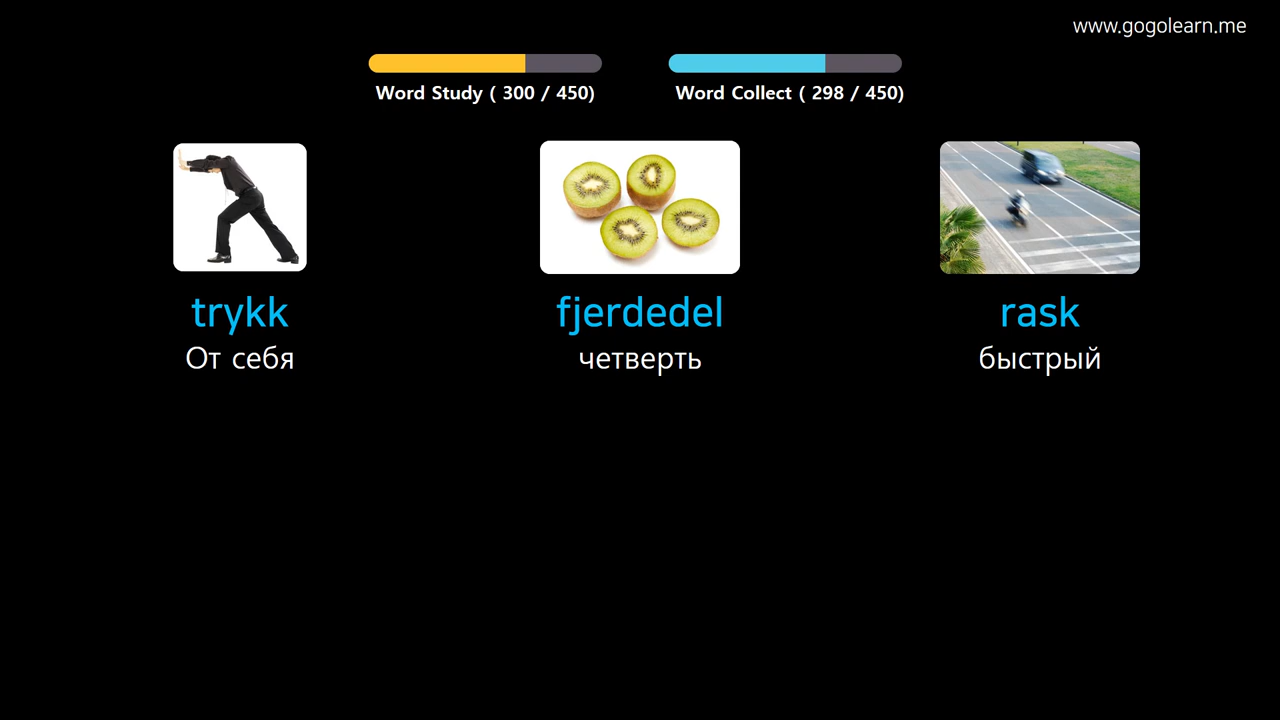 www.gogolearn.me
Word Study ( 300 / 450)
Word Collect ( 298 / 450)
trykk
От себя
fjerdedel
четверть
rask
быстрый